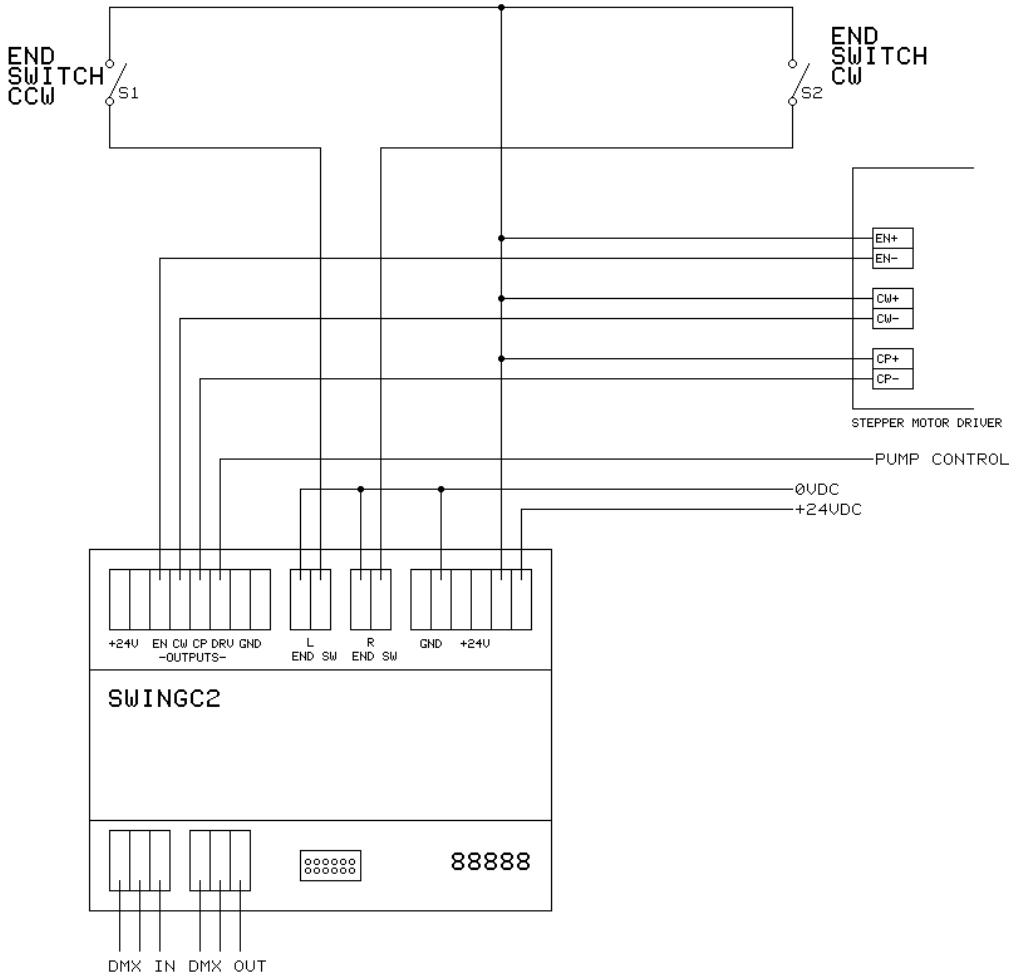 END
SWITCH
CCW
S1
END
SWITCH
CW
S2
EN+
EN-
CW+
CW-
CP+
CP-
STEPPER MOTOR DRIVER
PUMP CONTROL
0VDC
+24VDC
+24V EN CW CP DRV GND
-OUTPUTS-
L
END SW
R
END SW
GND +24V
SWINGC2
88888
DMX IN DMX OUT